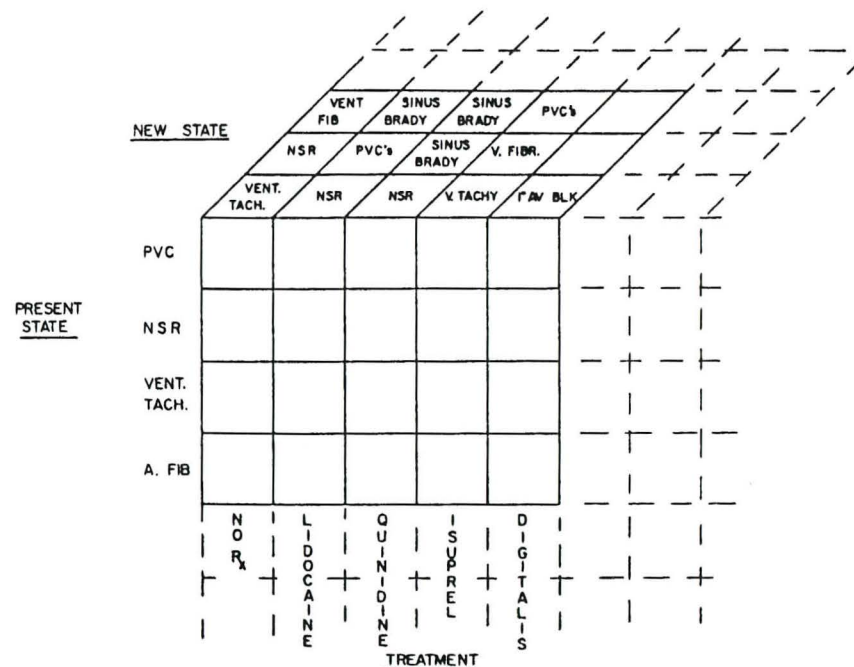 VENT FIB
SINUS BRADY
SINUS BRADY
PVC's
NEW STATE
NSR
PVC's
SINUS BRADY
V. FIBR.
VENT. TACH.
NSR
NSR
V. TACHY
1° AV BLK
PVC
PRESENT STATE
NSR
VENT. TACH.
A. FIB
NO Rx
LIDOCAINE
QUINIDINE
ISUPREL
DIGITALIS
TREATMENT